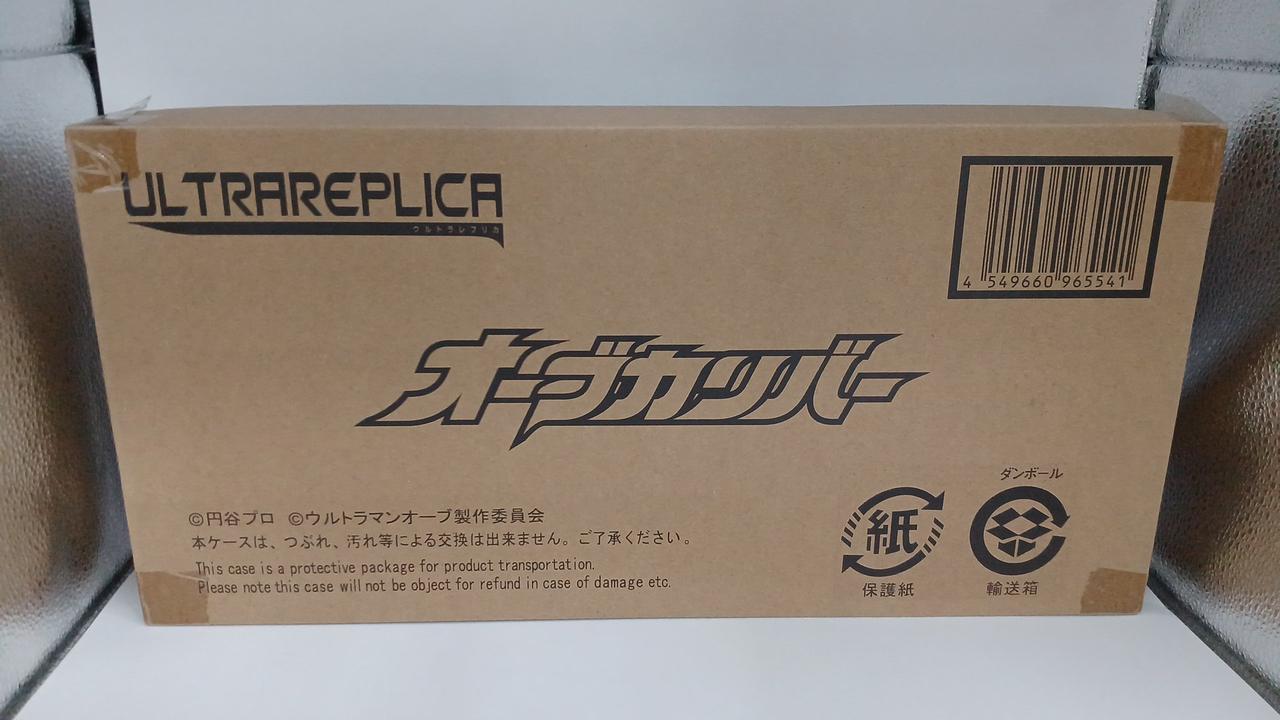 ULTRAREPLICA
ウルトラレプリカ
4 549660 965541
オーブカリバー
©円谷プロ ©ウルトラマンオーブ製作委員会
本ケースは、つぶれ、汚れ等による交換は出来ません。ご了承ください。
This case is a protective package for product transportation.
Please note this case will not be object for refund in case of damage etc.
紙
保護紙
ダンボール
輸送箱